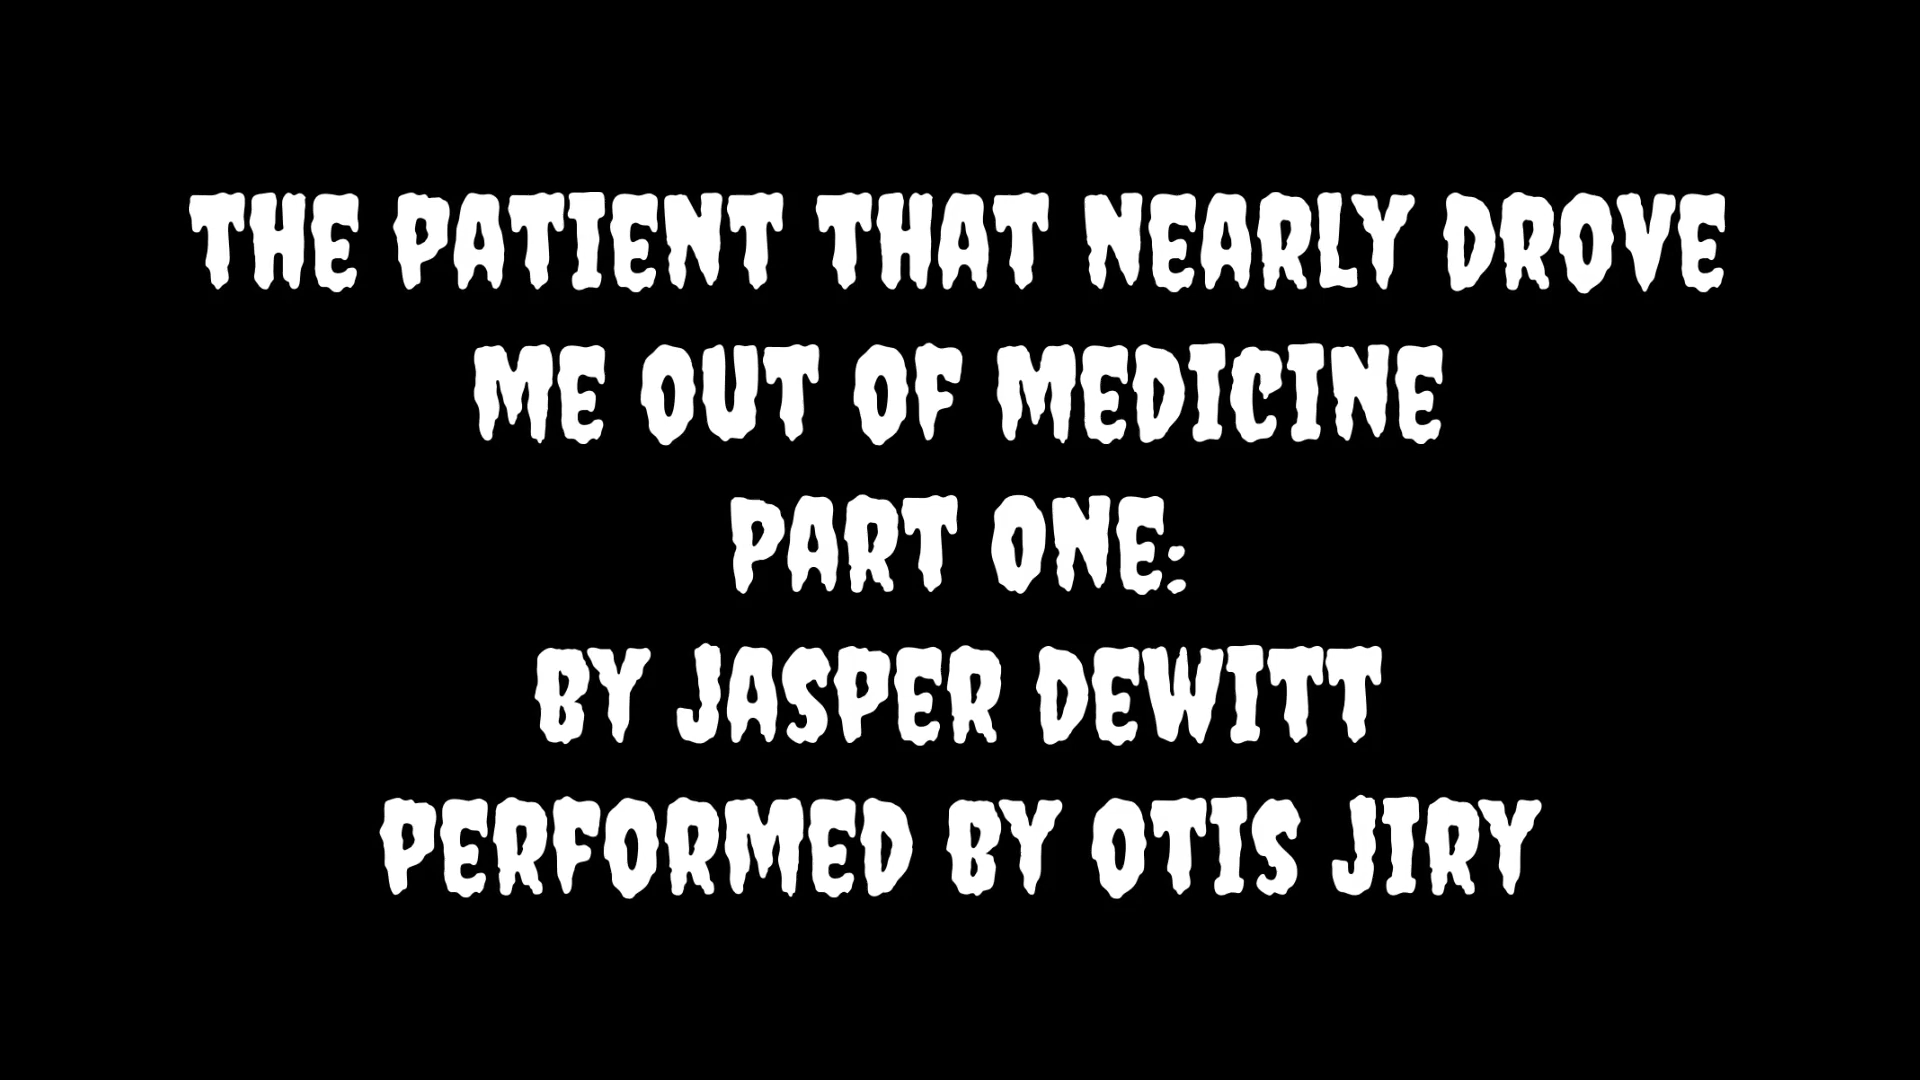 THE PATIENT THAT NEARLY DROVE
ME OUT OF MEDICINE
PART ONE:
BY JASPER DEWITT
PERFORMED BY OTIS JIRY